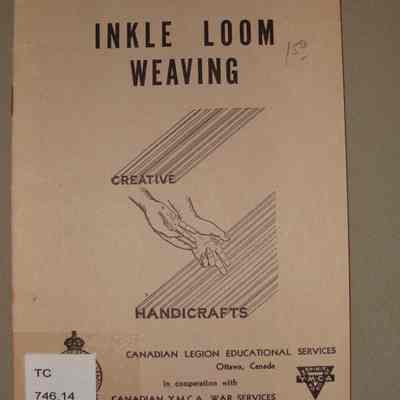 INKLE LOOM
150
WEAVING
CREATIVE
HANDICRAFTS
CANADIAN LEGION EDUCATIONAL SERVICES
Ottawa, Canada
in cooperation with
CANADIAN Y.M.C.A. WAR SERVICES
Y.M.C.A.
TC
746.14